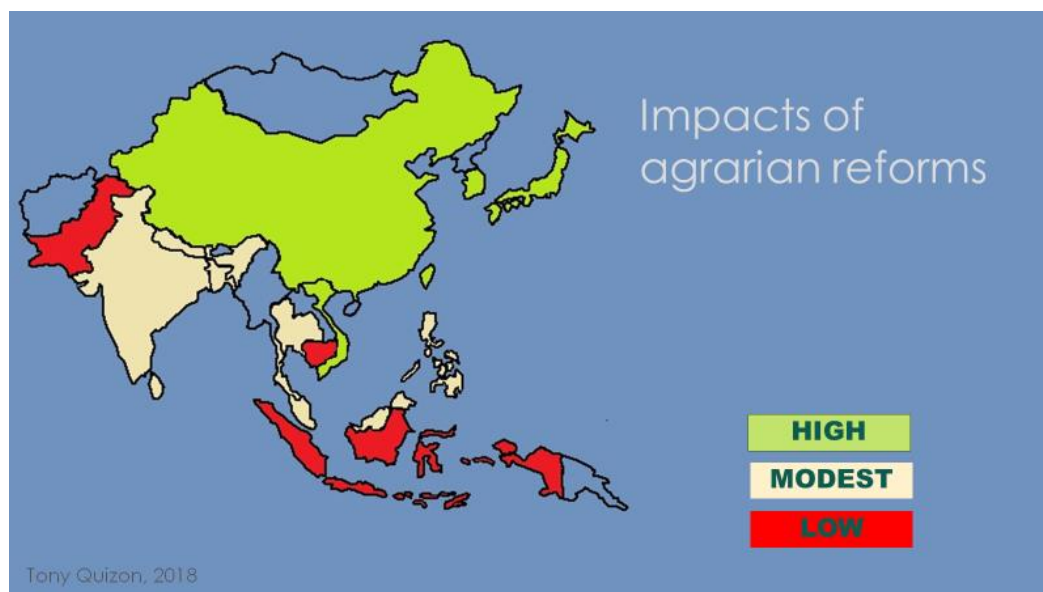 Impacts of
agrarian reforms
HIGH
MODEST
LOW
Tony Quizon, 2018